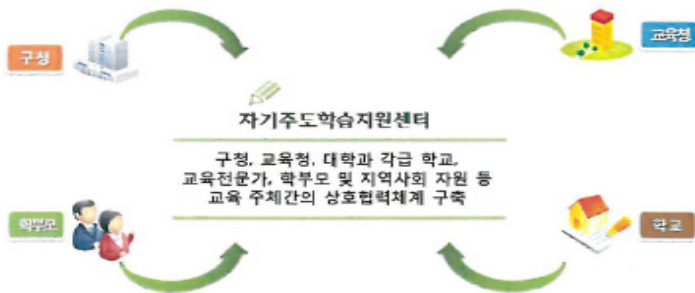 구청
교육청
자기주도학습지원센터
구청, 교육청, 대학과 각급 학교,
교육전문가, 학부모 및 지역사회 자원 등
교육 주체간의 상호협력체계 구축
학부모
학교